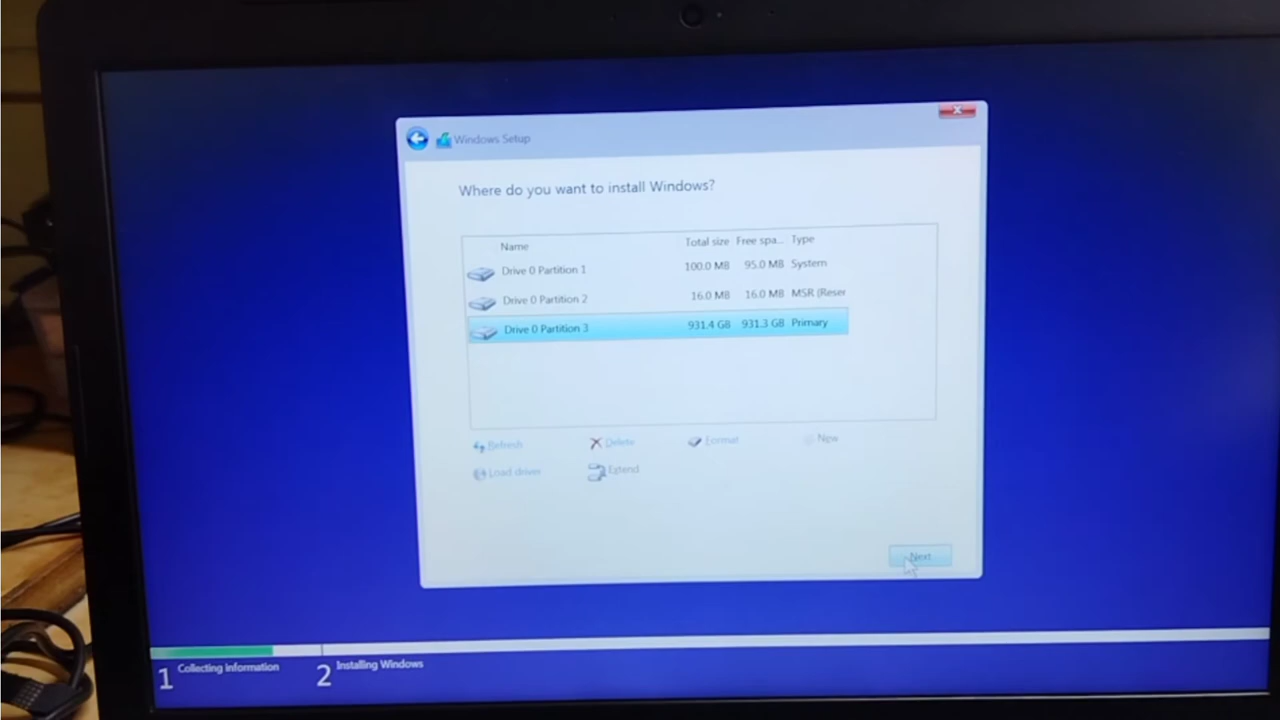 Windows Setup
Where do you want to install Windows?
Name Total size Free spa... Type
Drive 0 Partition 1 100.0 MB 95.0 MB System
Drive 0 Partition 2 16.0 MB 16.0 MB MSR (Reser
Drive 0 Partition 3 931.4 GB 931.3 GB Primary
Refresh Delete Format New
Load driver Extend
Next
1 Collecting information 2 Installing Windows